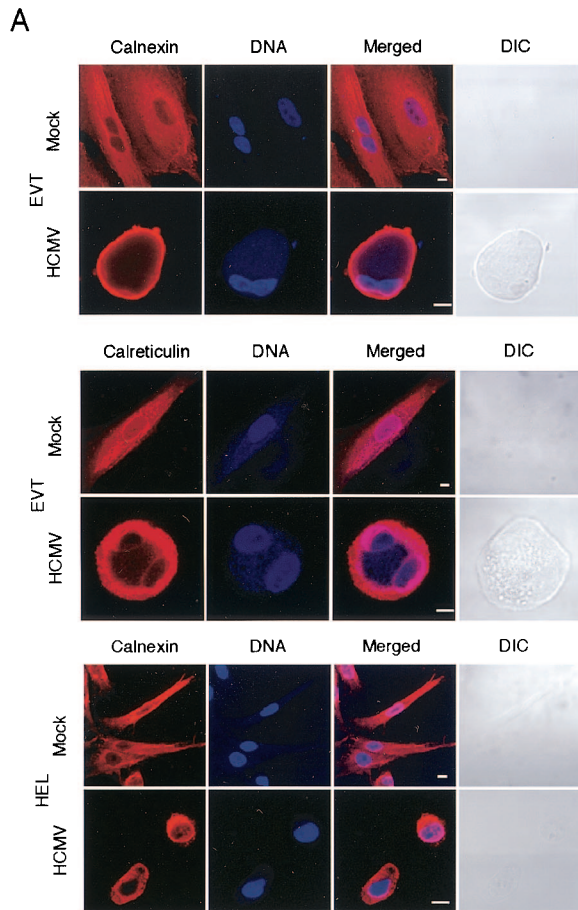 A
Calnexin DNA Merged DIC
EVT
Mock
HCMV
Calreticulin DNA Merged DIC
EVT
Mock
HCMV
Calnexin DNA Merged DIC
HEL
Mock
HCMV